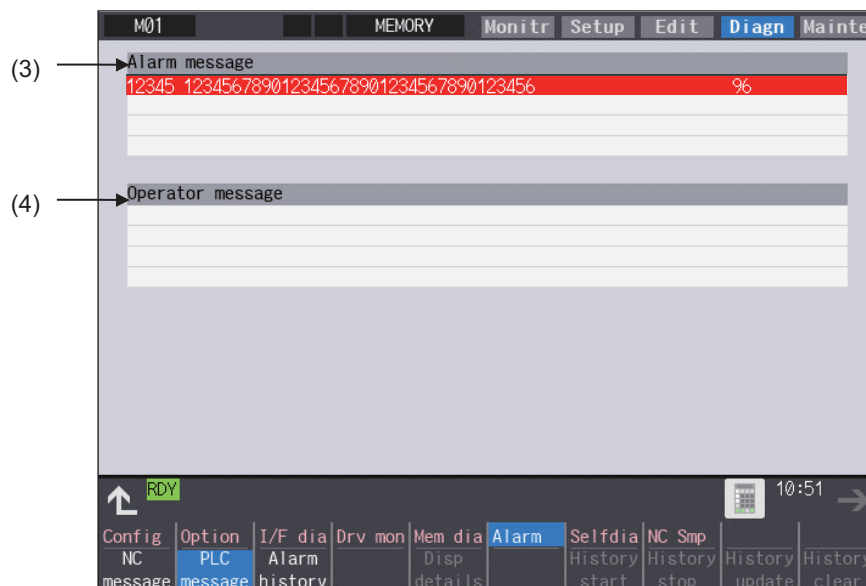 M01 MEMORY Monitr Setup Edit Diagn Mainte
(3) Alarm message
12345 123456789012345678901234567890123456 96
(4) Operator message
RDY 10:51
Config Option I/F dia Drv mon Mem dia Alarm Selfdia NC Smp
NC PLC Alarm Disp History History History History
message message history details start stop update clear